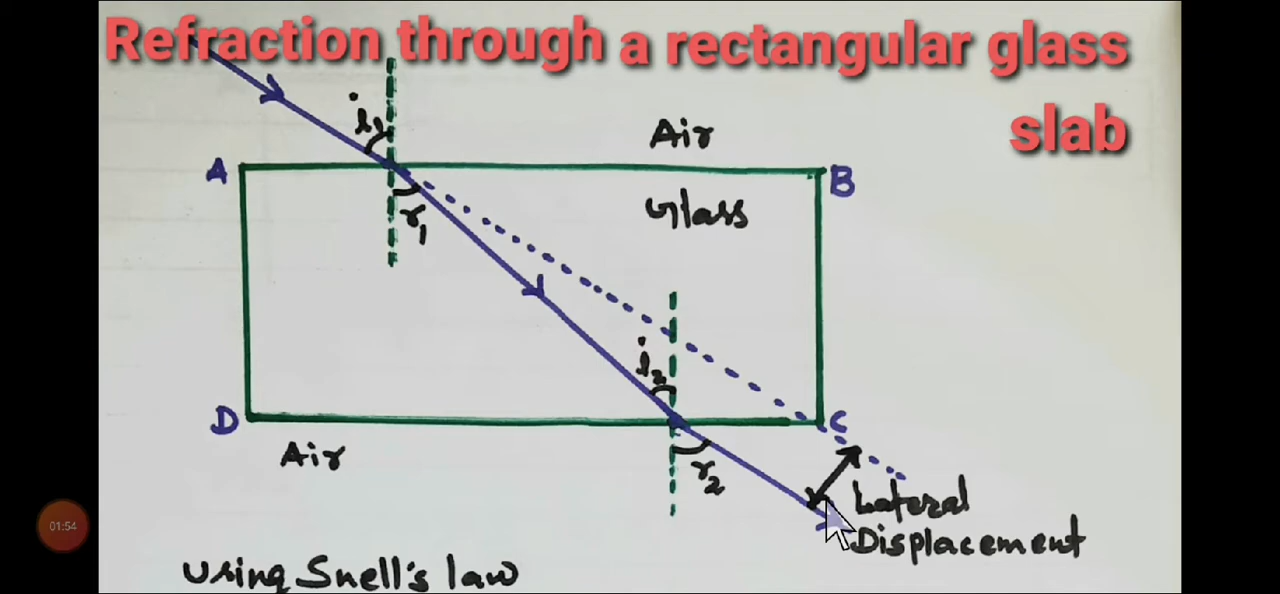 Refraction through a rectangular glass
slab
i1
Air
A
B
Glass
r1
i2
D
C
Air
r2
Lateral
Displacement
01:54
Using Snell's law